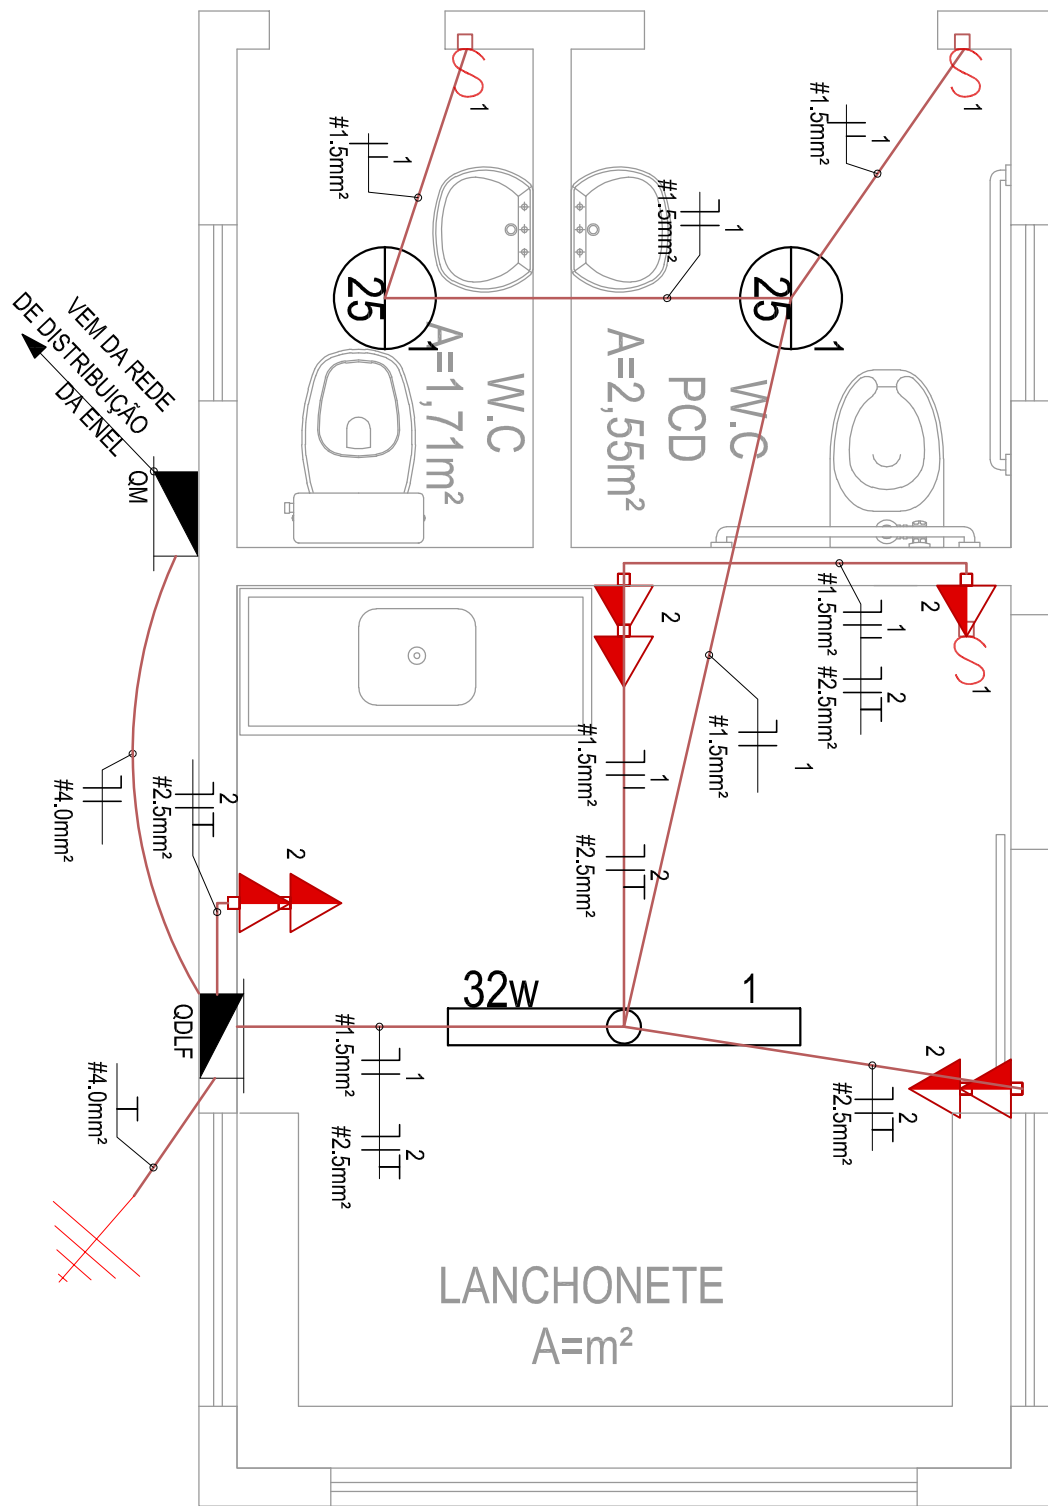 1
1
#1.5mm²
1
#1.5mm²
1
#1.5mm²
1
25
1
25
1
VEM DA REDE
DE DISTRIBUIÇÃO
DA ENEL
QM
W.C
A=1,71m²
W.C
PCD
A=2,55m²
2
2
1
#1.5mm²
1
#2.5mm²
2
#1.5mm²
1
#1.5mm²
1
#2.5mm²
2
#4.0mm²
#2.5mm²
2
2
32w
1
QDLF
#1.5mm²
1
#2.5mm²
2
2
#2.5mm²
2
#4.0mm²
LANCHONETE
A=m²